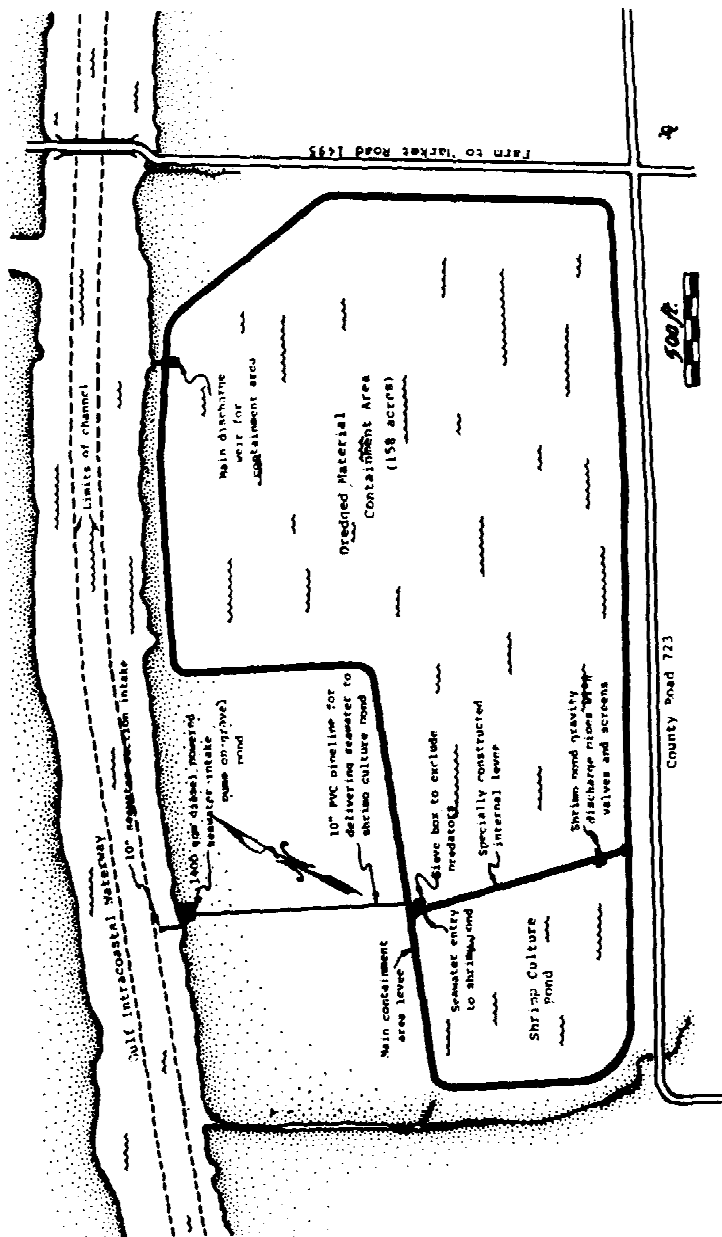 Farm to Market Road 1495
500 ft.
Limits of channel
Main discharge
weir for
containment area
Dredged Material
Containment Area
(158 acres)
Gulf Intracoastal Waterway
10" seawater suction intake
1400 gpm diesel powered
seawater intake
pump on gravel
10" PVC pipeline for
delivering seawater to
shrimp culture pond
Sieve box to exclude
predators
Specially constructed
internal levee
Shrimp pond gravity
discharge pipes
valves and screens
County Road 723
Main containment
area levee
Seawater entry
to shrimp pond
Shrimp Culture
Pond